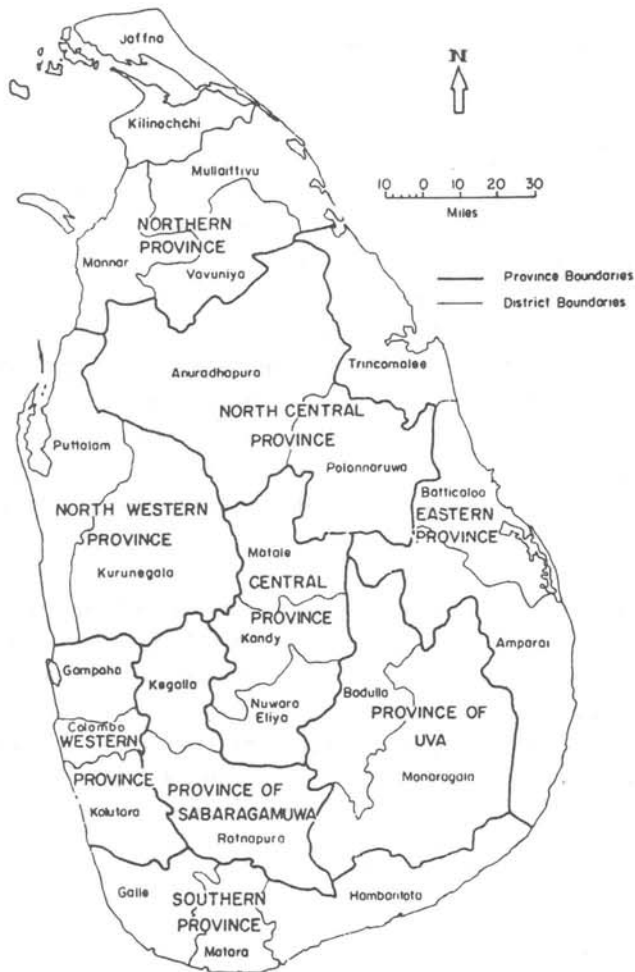 Jaffna
N
Kilinochchi
Mullaittivu
10 0 10 20 30
Miles
NORTHERN
PROVINCE
Mannar
Vavuniya
Province Boundaries
District Boundaries
Anuradhapura
Trincomalee
NORTH CENTRAL
PROVINCE
Puttalam
Polonnaruwa
Batticaloa
EASTERN
PROVINCE
NORTH WESTERN
PROVINCE
Kurunegala
Matale
CENTRAL
PROVINCE
Kandy
Amparai
Gampaha
Kegalla
Nuwara
Eliya
Badulla
PROVINCE OF
UVA
Monaragala
Colombo
WESTERN
PROVINCE
Kalutara
PROVINCE OF
SABARAGAMUWA
Ratnapura
Galle
SOUTHERN
PROVINCE
Matara
Hambantota